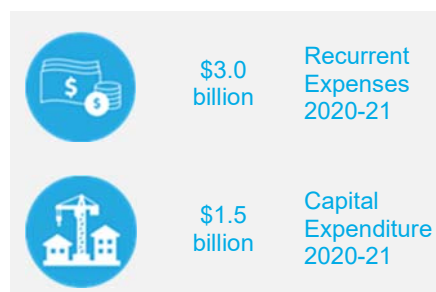 $
$
$3.0
billion
Recurrent
Expenses
2020-21
$1.5
billion
Capital
Expenditure
2020-21